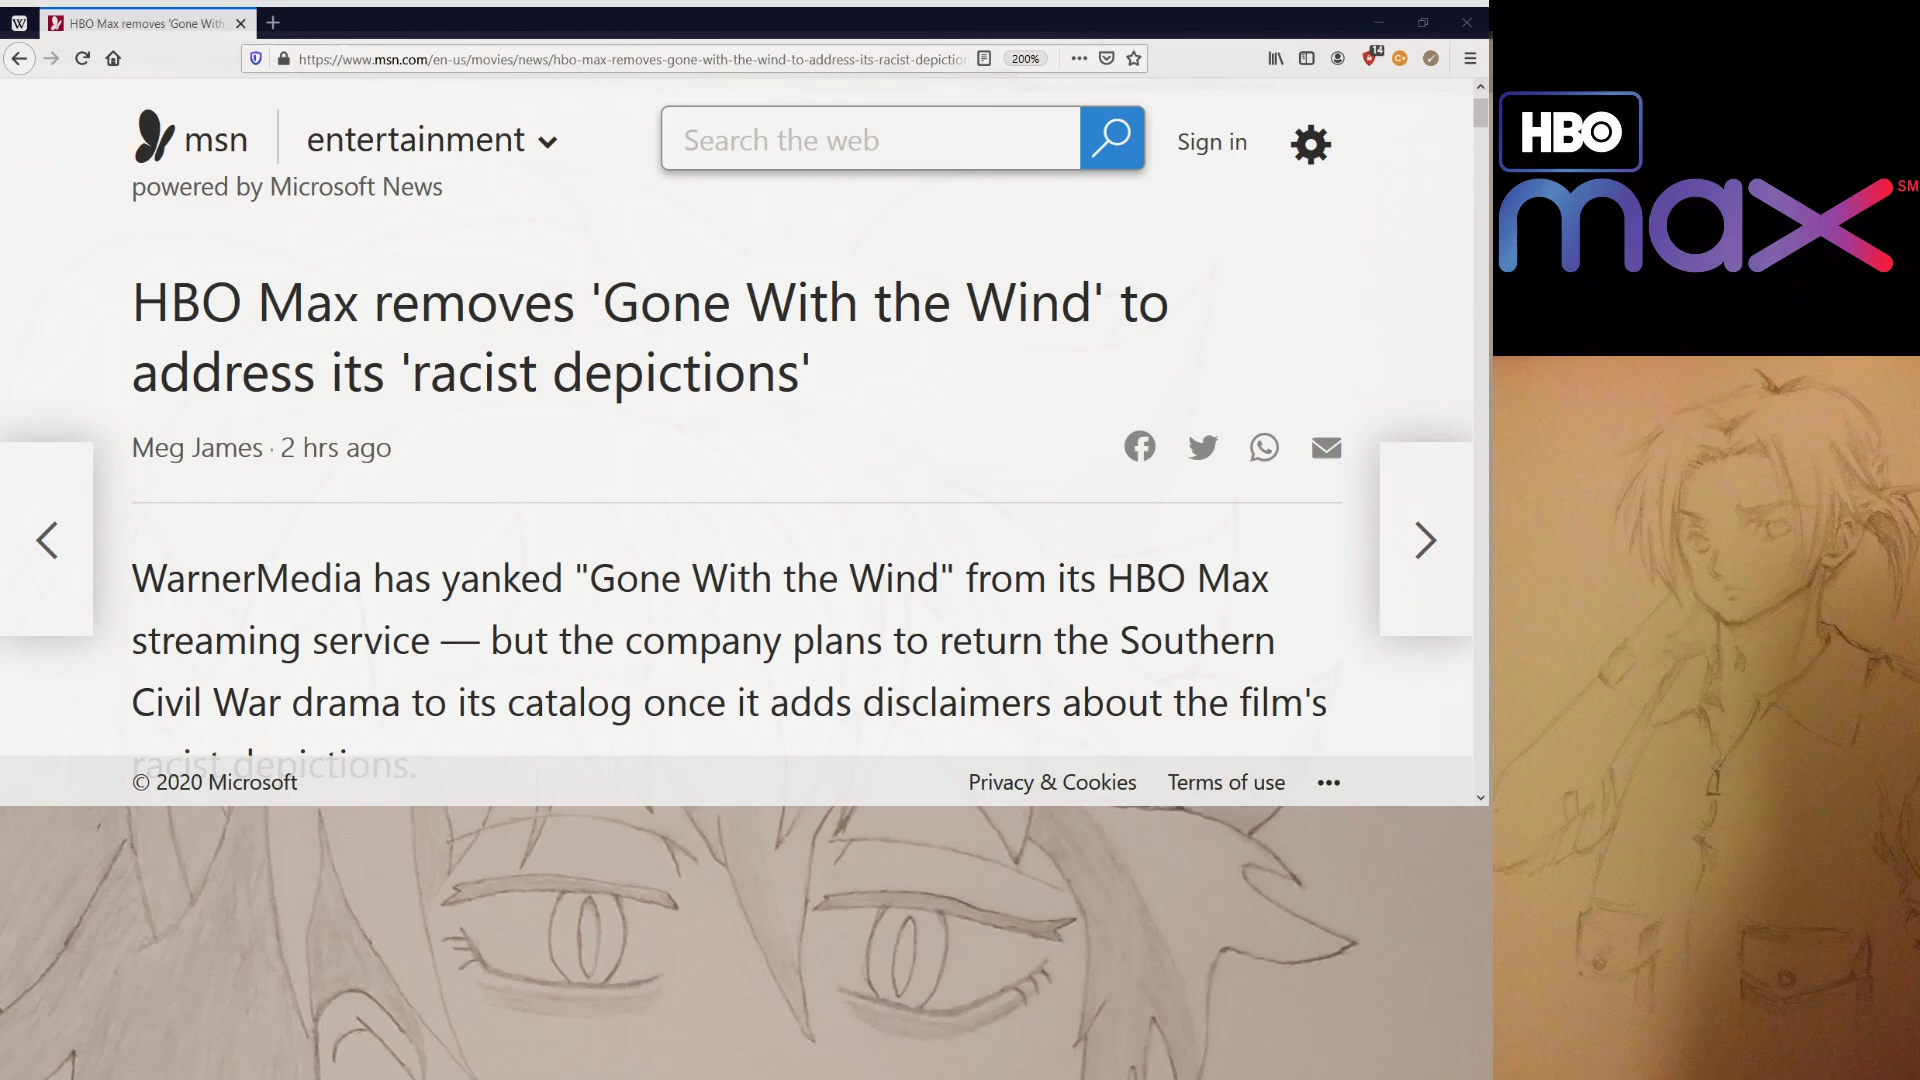 HBO Max removes 'Gone With
https://www.msn.com/en-us/movies/news/hbo-max-removes-gone-with-the-wind-to-address-its-racist-depictio
200%
14
msn
entertainment
Search the web
Sign in
powered by Microsoft News
HBO
max SM
HBO Max removes 'Gone With the Wind' to
address its 'racist depictions'
Meg James · 2 hrs ago
WarnerMedia has yanked "Gone With the Wind" from its HBO Max
streaming service — but the company plans to return the Southern
Civil War drama to its catalog once it adds disclaimers about the film's
racist depictions.
© 2020 Microsoft
Privacy & Cookies
Terms of use